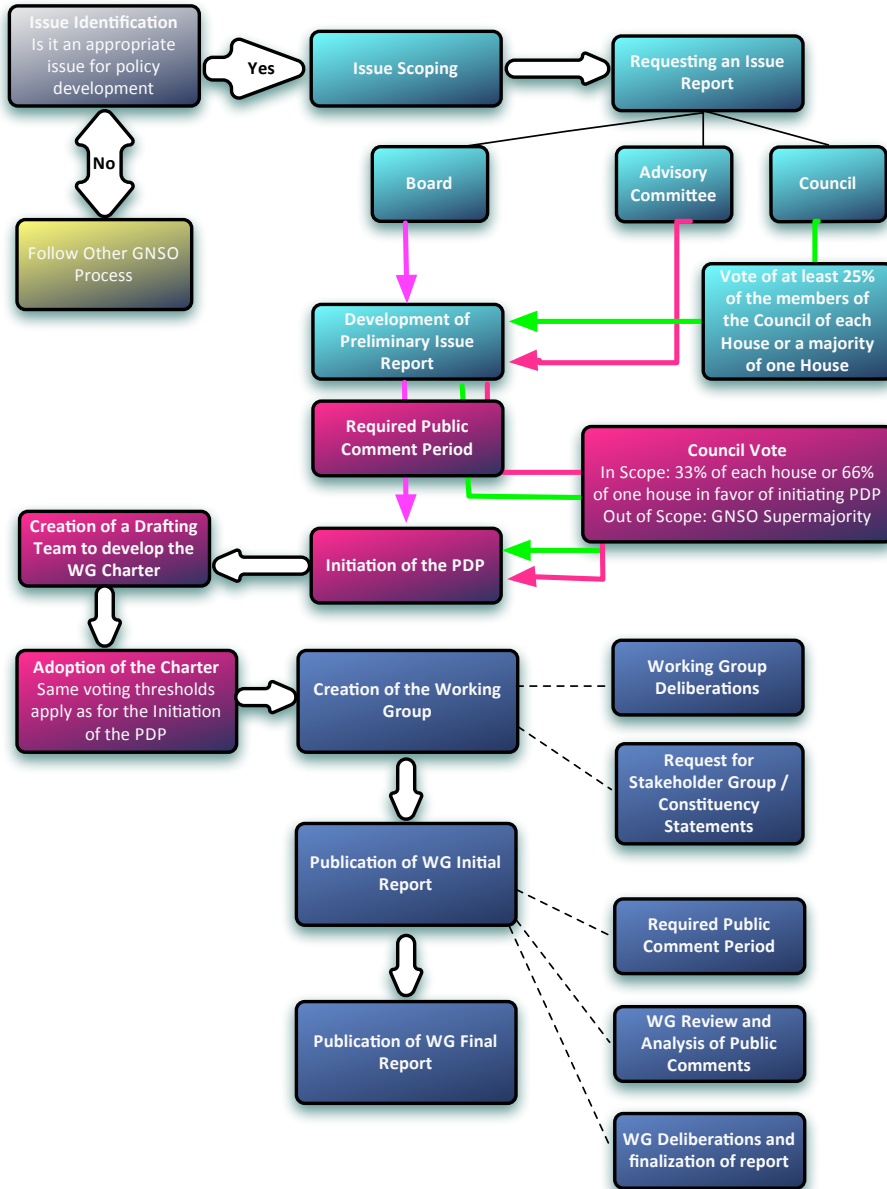 Issue Identification
Is it an appropriate
issue for policy
development
Yes
Issue Scoping
Requesting an Issue
Report
No
Board
Advisory
Committee
Council
Follow Other GNSO
Process
Vote of at least 25%
of the members of
the Council of each
House or a majority
of one House
Development of
Preliminary Issue
Report
Required Public
Comment Period
Council Vote
In Scope: 33% of each house or 66%
of one house in favor of initiating PDP
Out of Scope: GNSO Supermajority
Creation of a Drafting
Team to develop the
WG Charter
Initiation of the PDP
Adoption of the Charter
Same voting thresholds
apply as for the Initiation
of the PDP
Creation of the Working
Group
Working Group
Deliberations
Request for
Stakeholder Group /
Constituency
Statements
Publication of WG Initial
Report
Required Public
Comment Period
WG Review and
Analysis of Public
Comments
Publication of WG Final
Report
WG Deliberations and
finalization of report